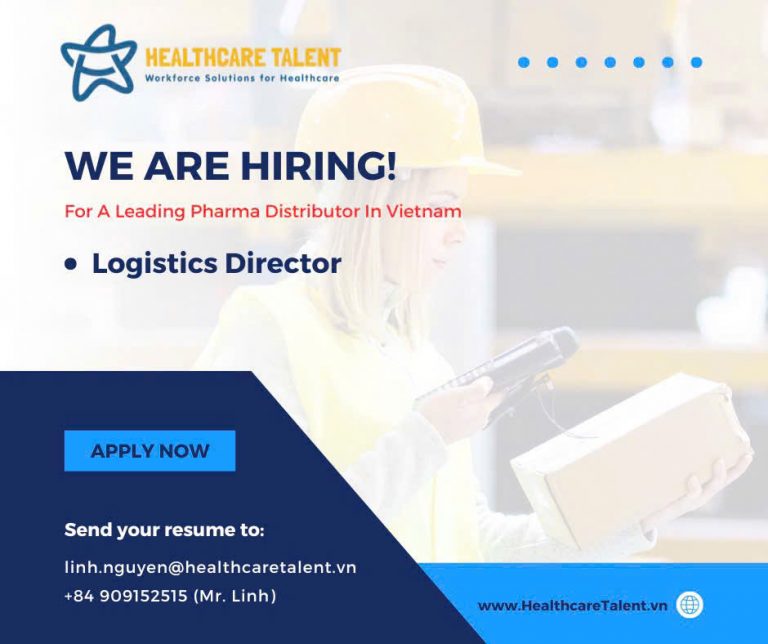 HEALTHCARE TALENT
Workforce Solutions for Healthcare
WE ARE HIRING!
For A Leading Pharma Distributor In Vietnam
• Logistics Director
APPLY NOW
Send your resume to:
linh.nguyen@healthcaretalent.vn
+84 909152515 (Mr. Linh)
www.HealthcareTalent.vn